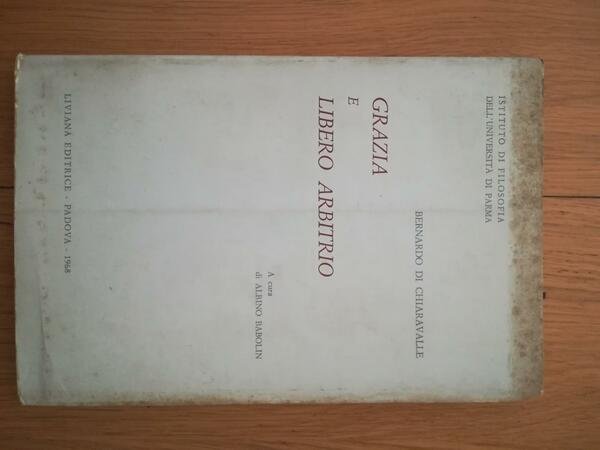 ISTITUTO DI FILOSOFIA
DELL'UNIVERSITÀ DI PARMA
BERNARDO DI CHIARAVALLE
GRAZIA
E
LIBERO ARBITRIO
A cura
di ALBINO BABOLIN
LIVIANA EDITRICE - PADOVA - 1968